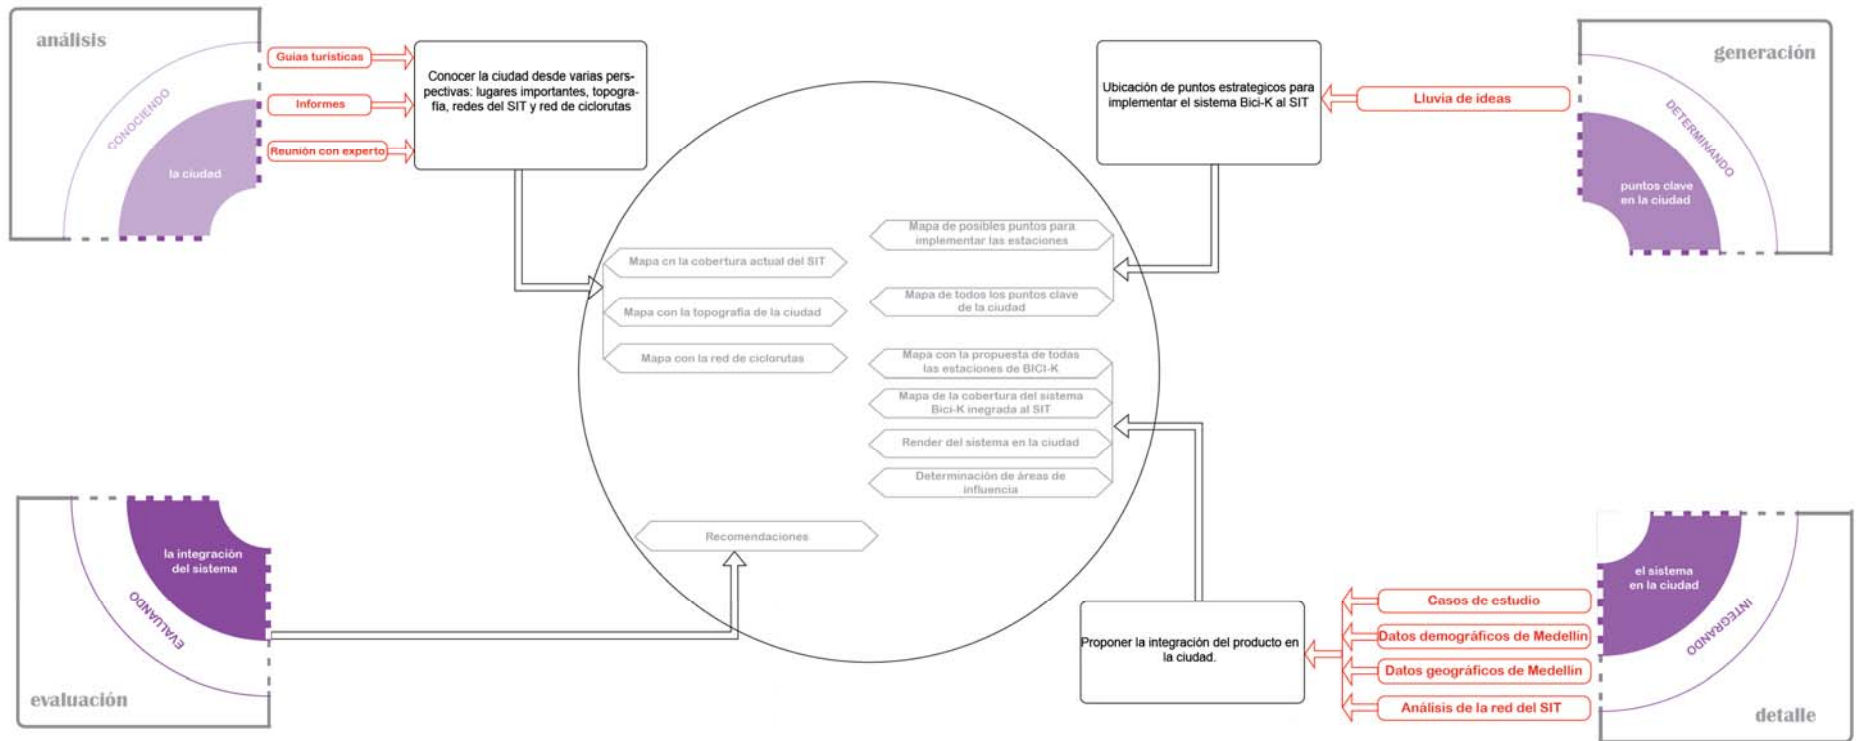 análisis
CONOCIENDO
la ciudad
Guias turísticas
Informes
Reunión con experto
Conocer la ciudad desde varias pers-
pectivas: lugares importantes, topogra-
fía, redes del SIT y red de ciclorutas
Ubicación de puntos estrategicos para
implementar el sistema Bici-K al SIT
Lluvia de ideas
generación
DETERMINANDO
puntos clave
en la ciudad
Mapa cn la cobertura actual del SIT
Mapa con la topografía de la ciudad
Mapa con la red de ciclorutas
Mapa de posibles puntos para
implementar las estaciones
Mapa de todos los puntos clave
de la ciudad
Mapa con la propuesta de todas
las estaciones de BICI-K
Mapa de la cobertura del sistema
Bici-K inegrada al SIT
Render del sistema en la ciudad
Determinación de áreas de
influencia
Recomendaciones
la integración
del sistema
EVALUANDO
evaluación
Proponer la integración del producto en
la ciudad.
Casos de estudio
Datos demográficos de Medellín
Datos geográficos de Medellín
Análisis de la red del SIT
el sistema
en la ciudad
INTEGRANDO
detalle